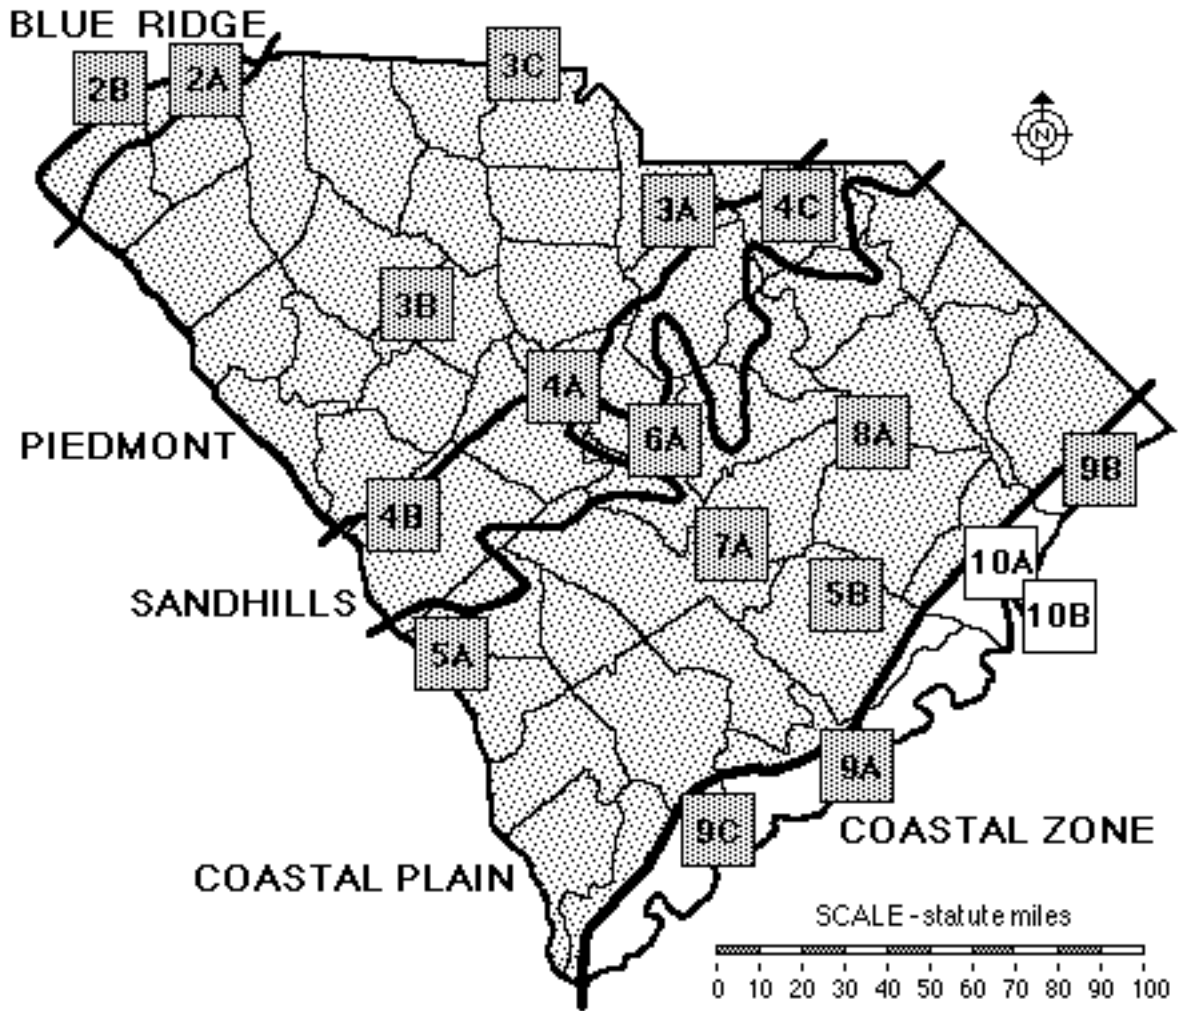 BLUE RIDGE
2B
2A
3C
N
3A
4C
3B
4A
6A
8A
PIEDMONT
9B
4B
7A
10A
SANDHILLS
5B
10B
5A
9A
9C
COASTAL ZONE
COASTAL PLAIN
SCALE - statute miles
0 10 20 30 40 50 60 70 80 90 100